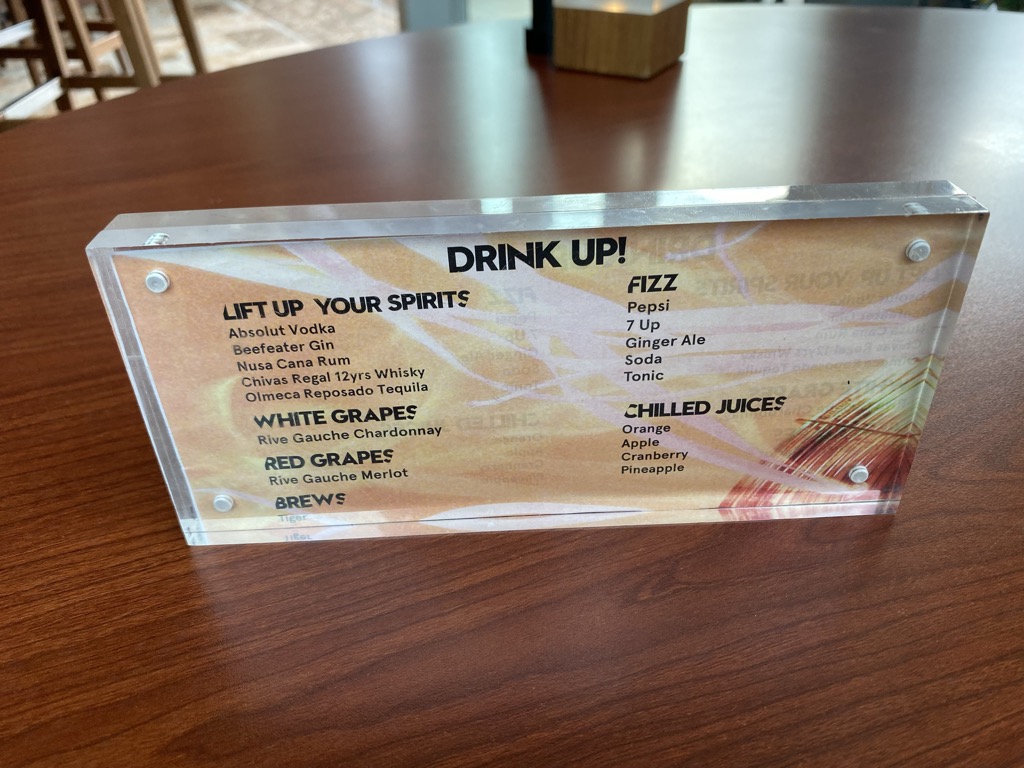 DRINK UP!
LIFT UP YOUR SPIRITS
Absolut Vodka
Beefeater Gin
Nusa Cana Rum
Chivas Regal 12yrs Whisky
Olmeca Reposado Tequila
WHITE GRAPES
Rive Gauche Chardonnay
RED GRAPES
Rive Gauche Merlot
BREWS
Tiger
FIZZ
Pepsi
7 Up
Ginger Ale
Soda
Tonic
CHILLED JUICES
Orange
Apple
Cranberry
Pineapple